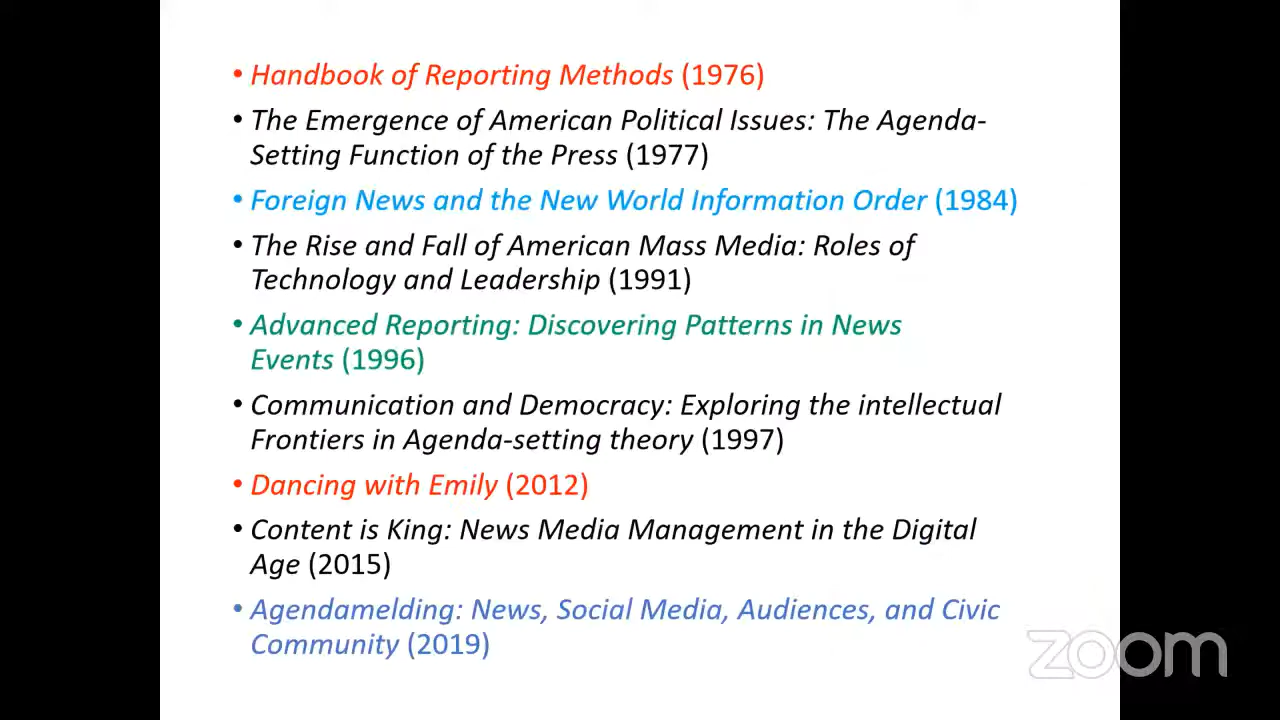 • Handbook of Reporting Methods (1976)
• The Emergence of American Political Issues: The Agenda-
Setting Function of the Press (1977)
• Foreign News and the New World Information Order (1984)
• The Rise and Fall of American Mass Media: Roles of
Technology and Leadership (1991)
• Advanced Reporting: Discovering Patterns in News
Events (1996)
• Communication and Democracy: Exploring the intellectual
Frontiers in Agenda-setting theory (1997)
• Dancing with Emily (2012)
• Content is King: News Media Management in the Digital
Age (2015)
• Agendamelding: News, Social Media, Audiences, and Civic
Community (2019)
zoom